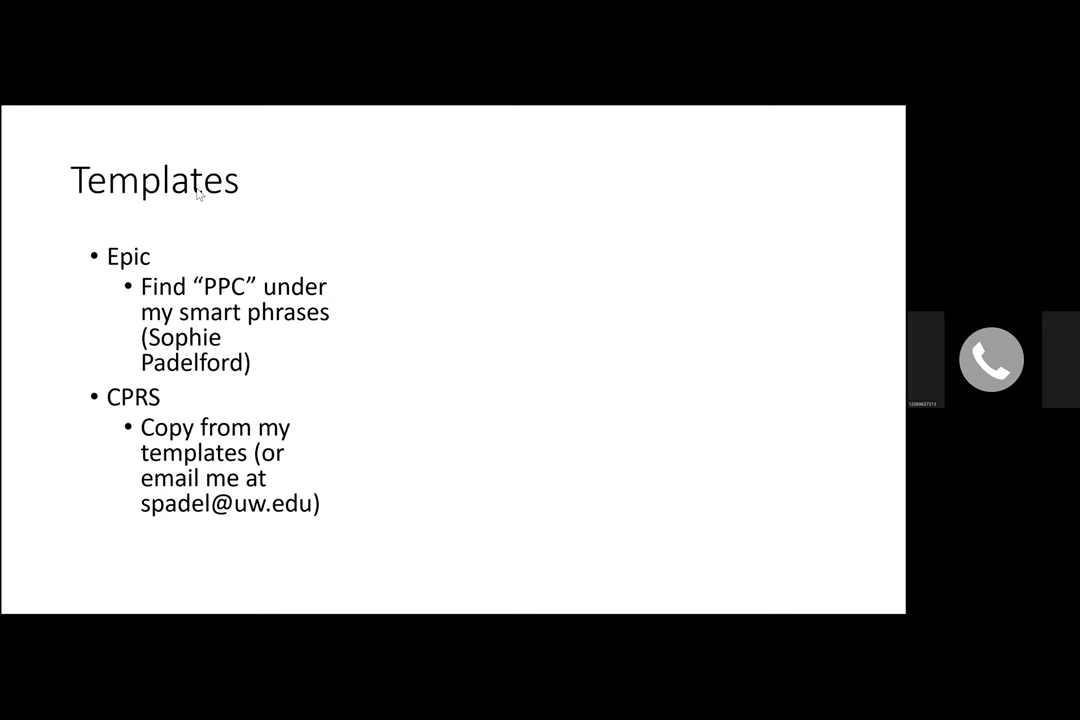 Templates
• Epic
• Find “PPC” under
my smart phrases
(Sophie
Padelford)
• CPRS
• Copy from my
templates (or
email me at
spadel@uw.edu)
12069637313